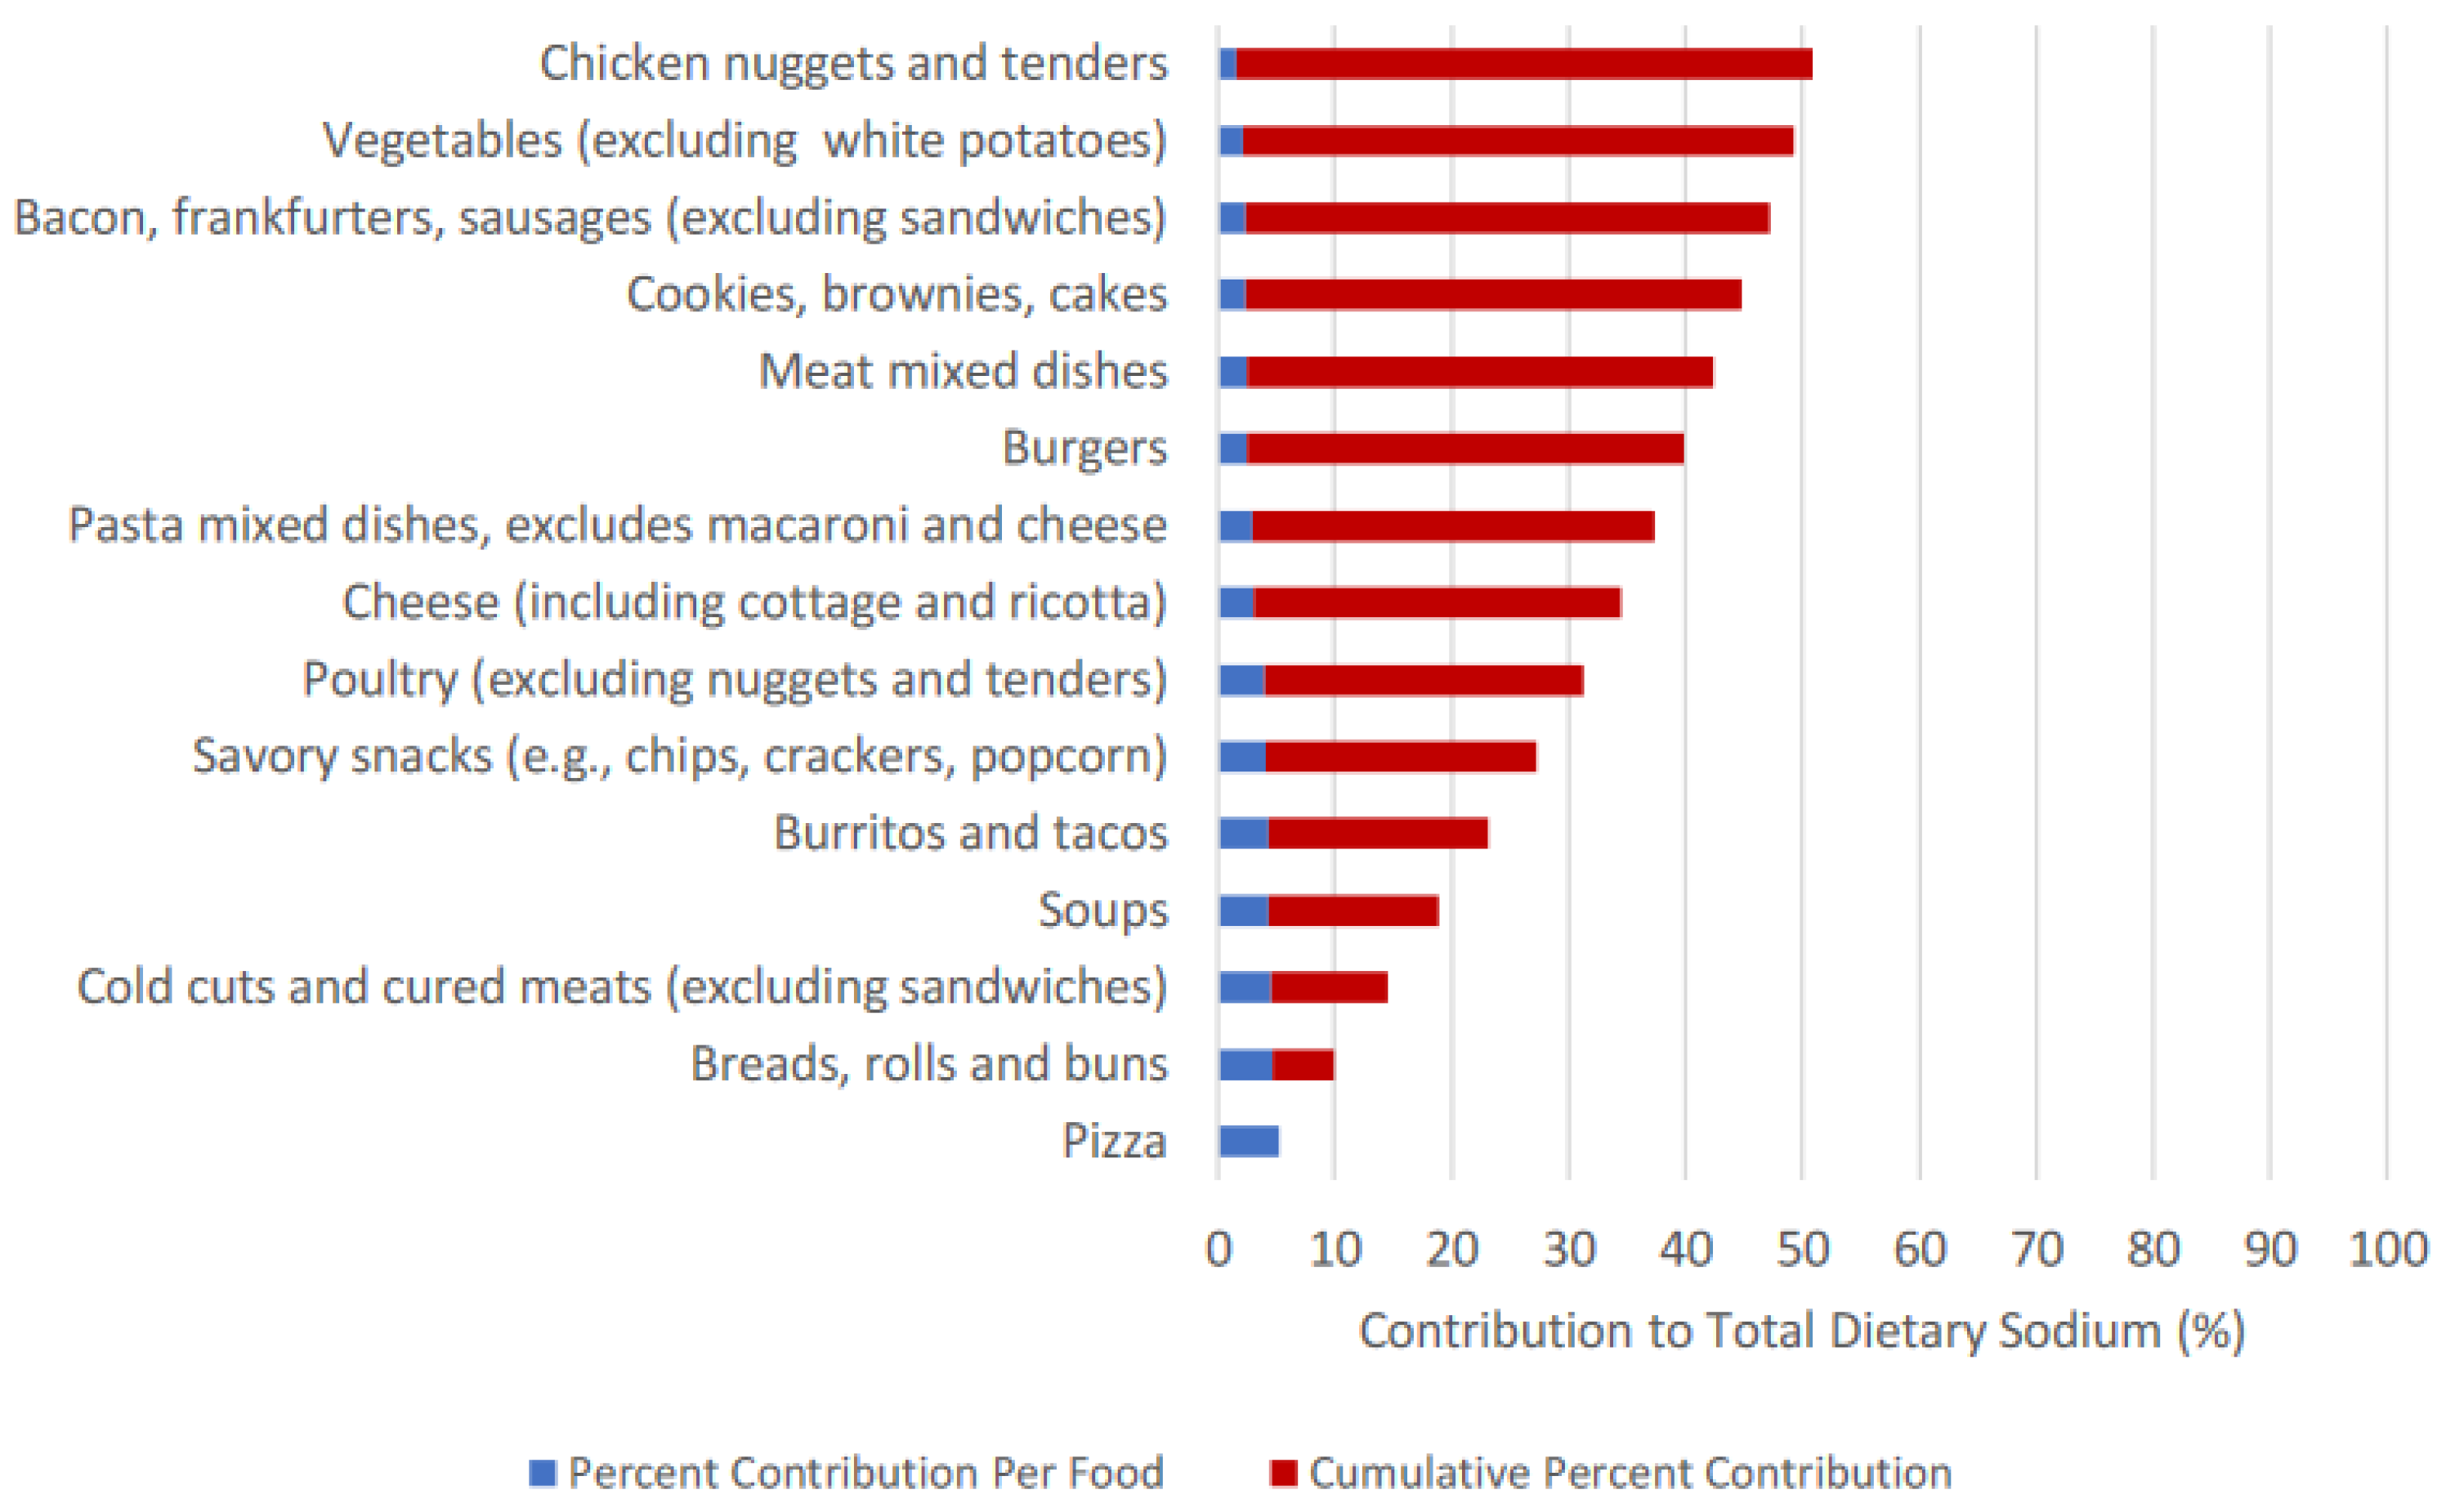 Chicken nuggets and tenders
Vegetables (excluding  white potatoes)
Bacon, frankfurters, sausages (excluding sandwiches)
Cookies, brownies, cakes
Meat mixed dishes
Burgers
Pasta mixed dishes, excludes macaroni and cheese
Cheese (including cottage and ricotta)
Poultry (excluding nuggets and tenders)
Savory snacks (e.g., chips, crackers, popcorn)
Burritos and tacos
Soups
Cold cuts and cured meats (excluding sandwiches)
Breads, rolls and buns
Pizza
0 10 20 30 40 50 60 70 80 90 100
Contribution to Total Dietary Sodium (%)
Percent Contribution Per Food Cumulative Percent Contribution